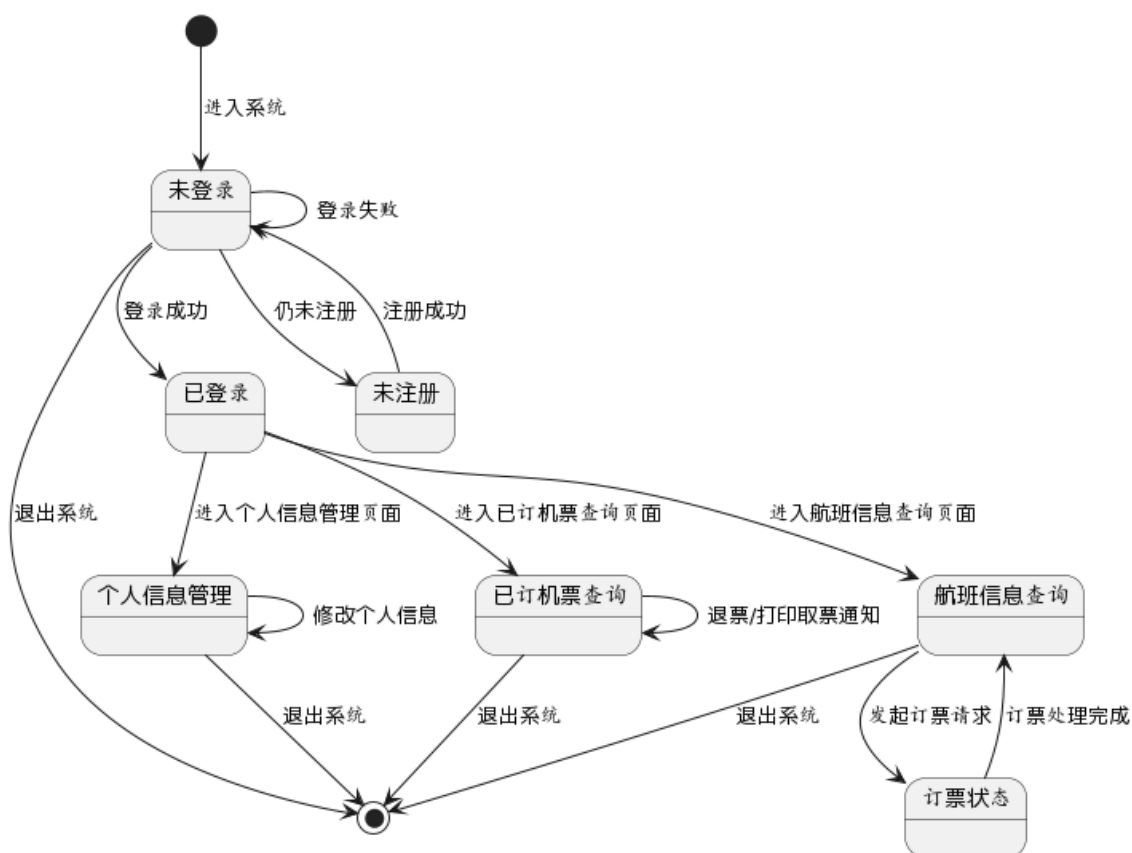 进入系统
未登录
登录失败
登录成功
仍未注册
注册成功
已登录
未注册
退出系统
进入个人信息管理页面
进入已订机票查询页面
进入航班信息查询页面
个人信息管理
已订机票查询
航班信息查询
修改个人信息
退票/打印取票通知
退出系统
退出系统
退出系统
发起订票请求
订票处理完成
订票状态